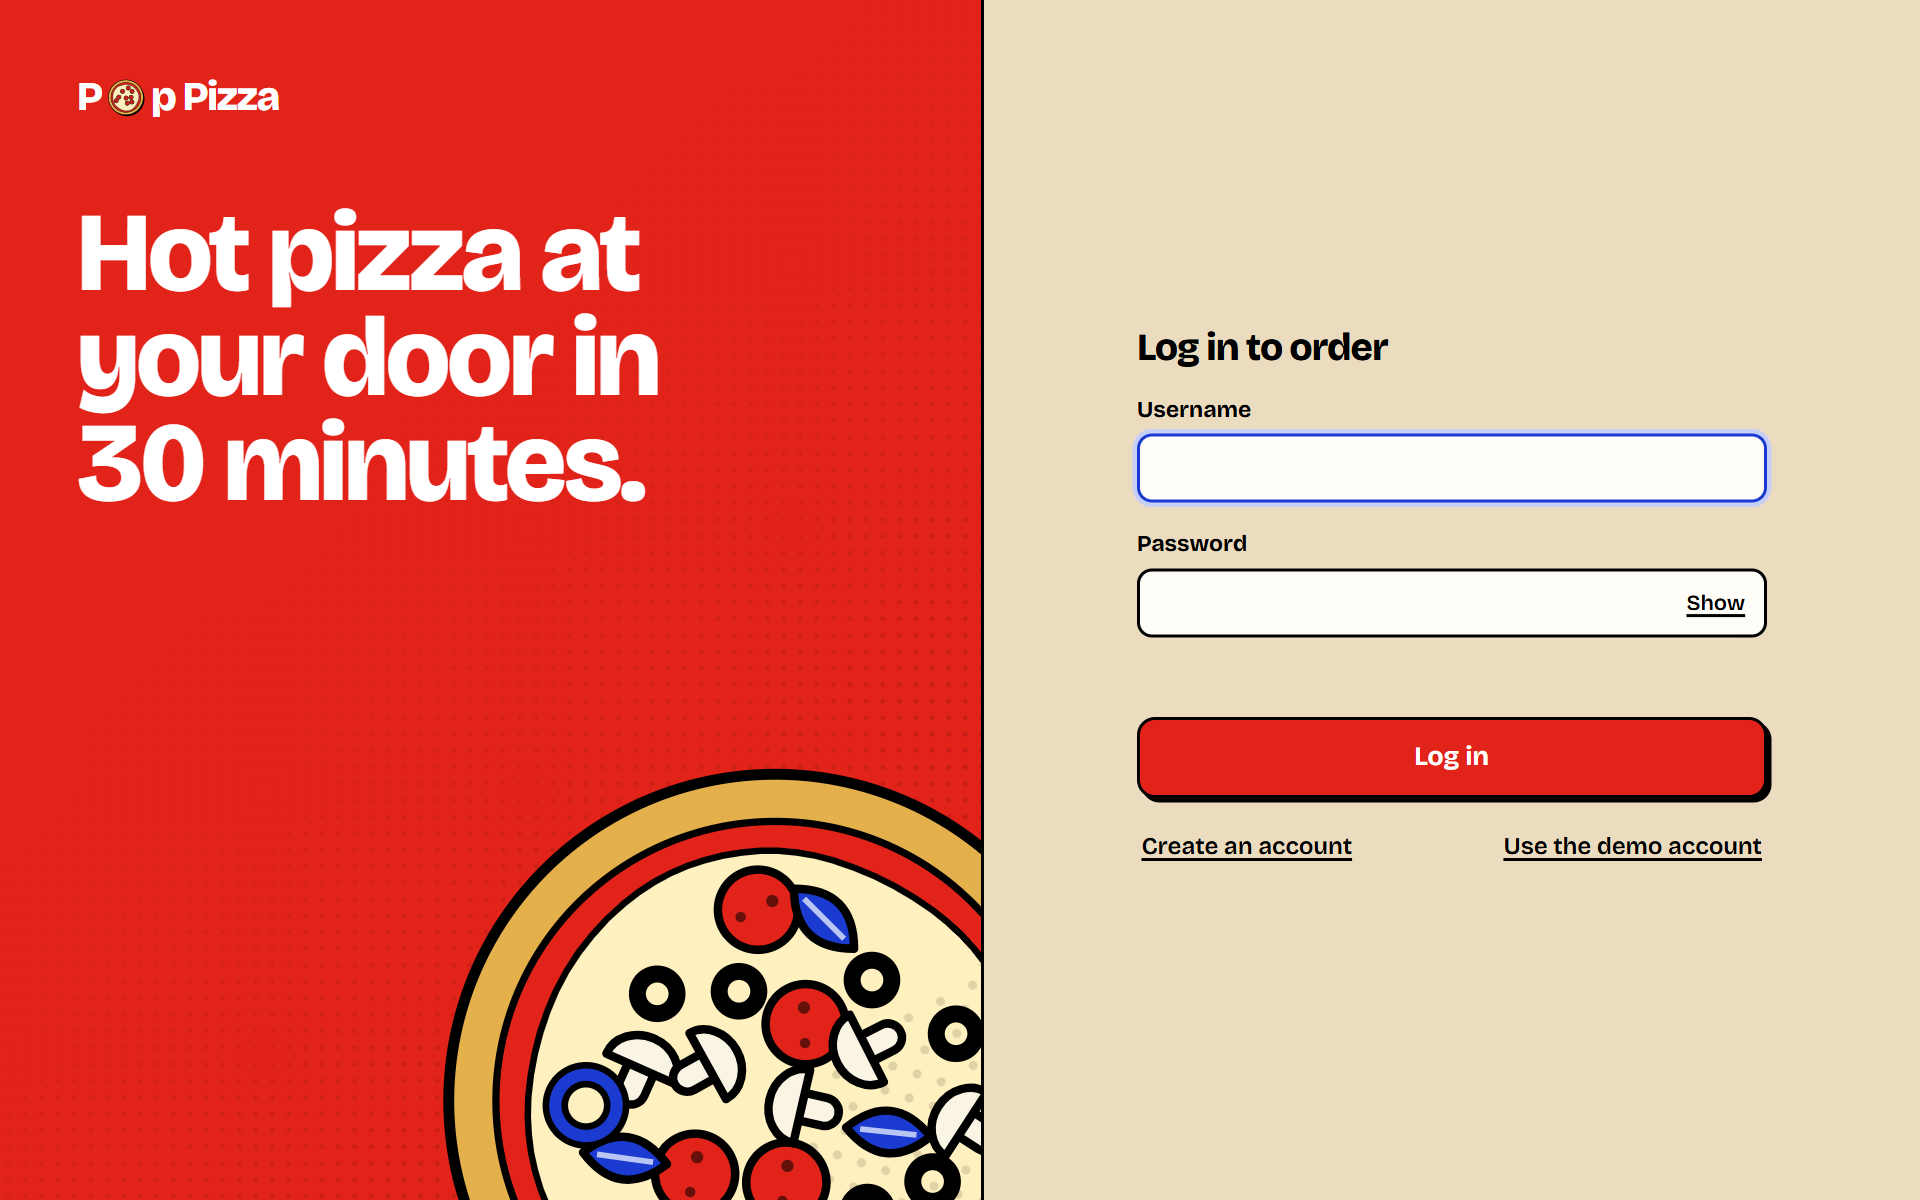 Pop Pizza
Hot pizza at
your door in
30 minutes.
Log in to order
Username
Password
Show
Log in
Create an account
Use the demo account